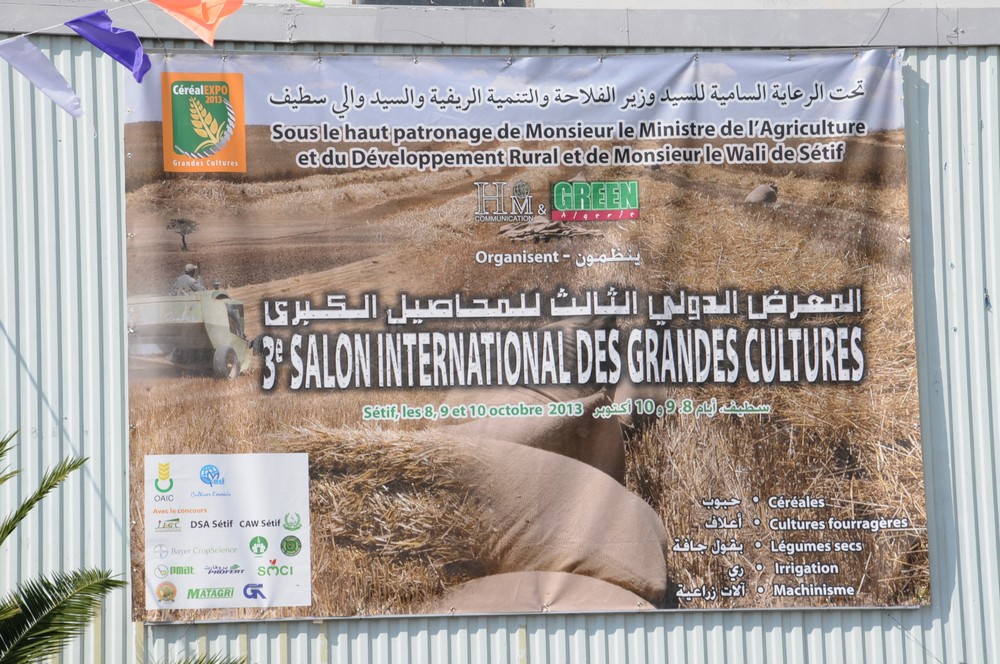 CéréalEXPO
2013
Grandes Cultures
تحت الرعاية السامية للسيد وزير الفلاحة والتنمية الريفية والسيد والي سطيف
Sous le haut patronage de Monsieur le Ministre de l'Agriculture
et du Développement Rural et de Monsieur le Wali de Sétif
HM COMMUNICATION & GREEN Algerie
Organisent - ينظمون
المعرض الدولي الثالث للمحاصيل الكبرى
3e SALON INTERNATIONAL DES GRANDES CULTURES
Sétif, les 8, 9 et 10 octobre 2013 سطيف، أيام 8، 9 و 10 أكتوبر
OAIC
Avec le concours
DSA Sétif CAW Sétif
Bayer CropScience
PMAT PROFERT SMCI
MATAGRI
حبوب • Céréales
أعلاف • Cultures fourragères
بقول جافة • Légumes secs
ري • Irrigation
آلات زراعية • Machinisme